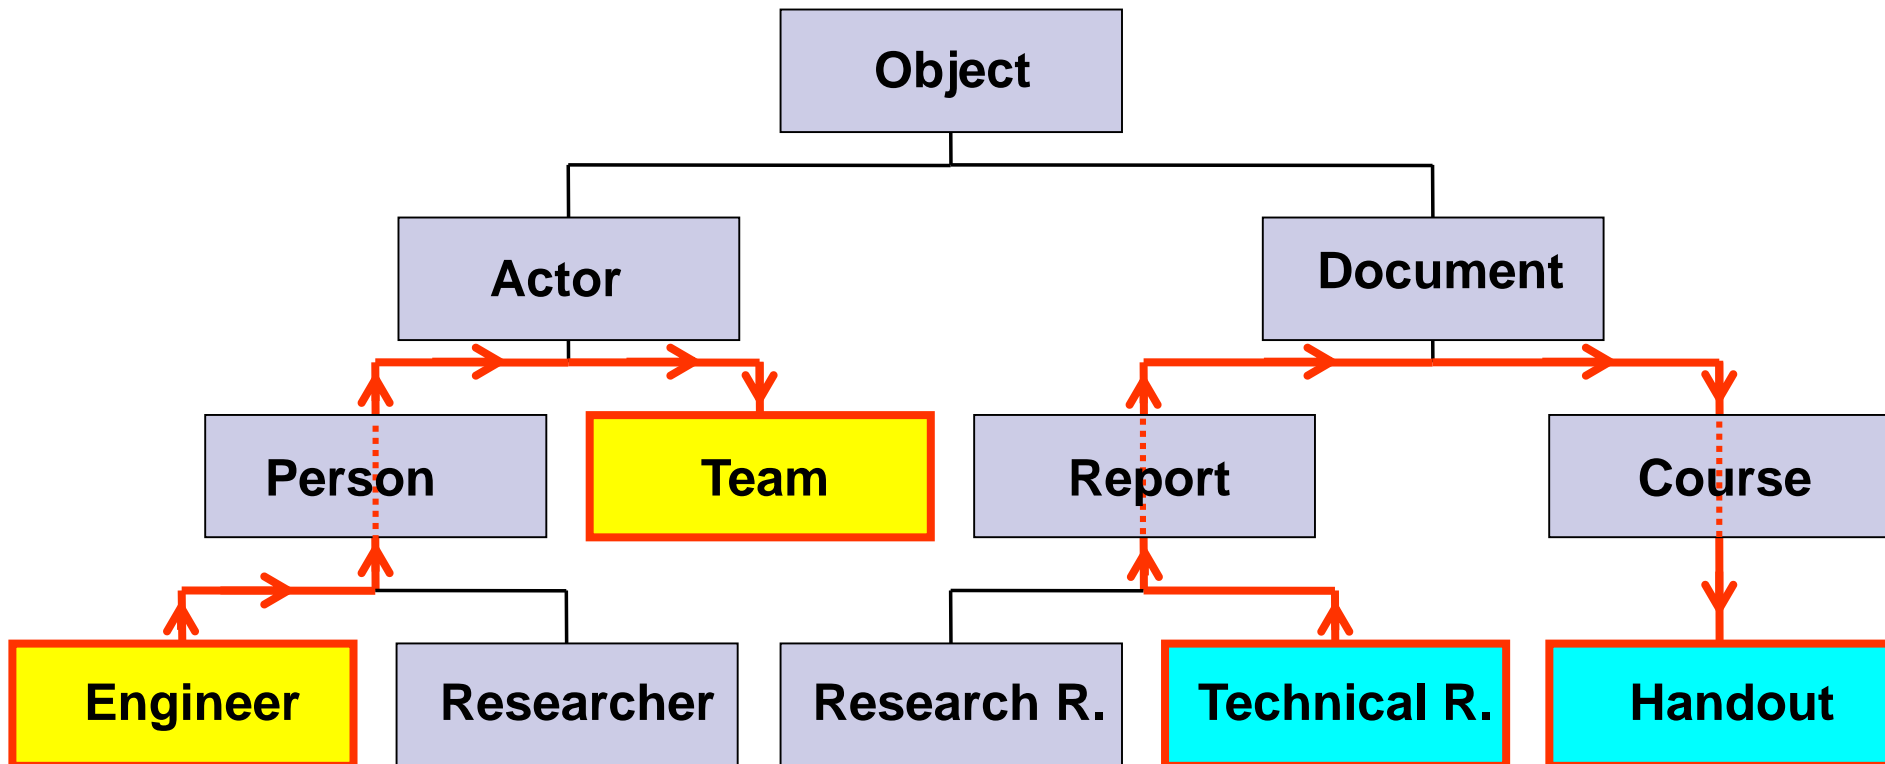 Object
Actor
Document
Person
Team
Report
Course
Engineer
Researcher
Research R.
Technical R.
Handout